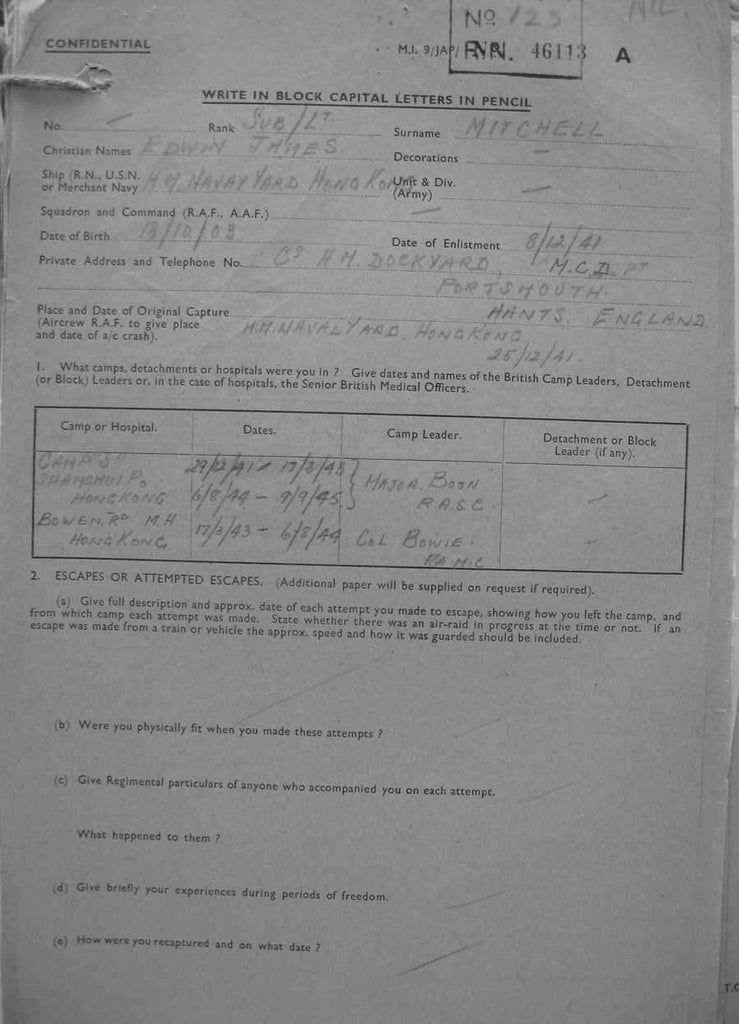 CONFIDENTIAL
Nº 123
M.I. 9/JAP/ 46113 A
WRITE IN BLOCK CAPITAL LETTERS IN PENCIL
No. — Rank SUB/LT. Surname MITCHELL
Christian Names EDWIN JAMES Decorations —
Ship (R.N., U.S.N. or Merchant Navy H.M. NAVAY YARD HONG KONG Unit & Div. (Army) —
Squadron and Command (R.A.F., A.A.F.) —
Date of Birth 13/10/03 Date of Enlistment 8/12/41
Private Address and Telephone No. C/O H.M. DOCKYARD, M.C.D.
PORTSMOUTH.
Place and Date of Original Capture HANTS. ENGLAND.
(Aircrew R.A.F. to give place H.M. NAVAL YARD. HONGKONG
and date of a/c crash). 25/12/41.
1. What camps, detachments or hospitals were you in ? Give dates and names of the British Camp Leaders, Detachment
(or Block) Leaders or, in the case of hospitals, the Senior British Medical Officers.
Camp or Hospital. Dates. Camp Leader. Detachment or Block
Leader (if any).
CAMP "S" 29/12/41 - 17/3/43
SHAMSHUI PO MAJOR. BOON —
HONGKONG 6/8/44 - 9/9/45 R.A.S.C.
BOWEN. RD M H 17/3/43 - 6/8/44 COL BOWIE. —
HONG KONG R.A.M.C
2. ESCAPES OR ATTEMPTED ESCAPES. (Additional paper will be supplied on request if required).
(a) Give full description and approx. date of each attempt you made to escape, showing how you left the camp, and
from which camp each attempt was made. State whether there was an air-raid in progress at the time or not. If an
escape was made from a train or vehicle the approx. speed and how it was guarded should be included.
(b) Were you physically fit when you made these attempts ?
(c) Give Regimental particulars of anyone who accompanied you on each attempt.
What happened to them ?
(d) Give briefly your experiences during periods of freedom.
(e) How were you recaptured and on what date ?